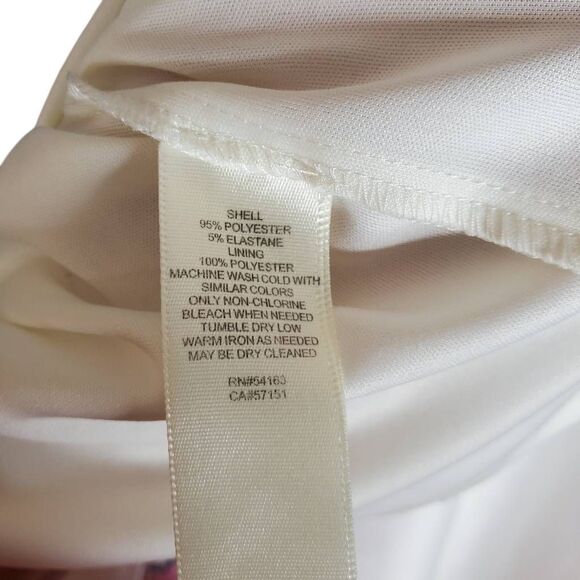 SHELL
95% POLYESTER
5% ELASTANE
LINING
100% POLYESTER
MACHINE WASH COLD WITH
SIMILAR COLORS
ONLY NON-CHLORINE
BLEACH WHEN NEEDED
TUMBLE DRY LOW
WARM IRON AS NEEDED
MAY BE DRY CLEANED
RN#54163
CA#57151